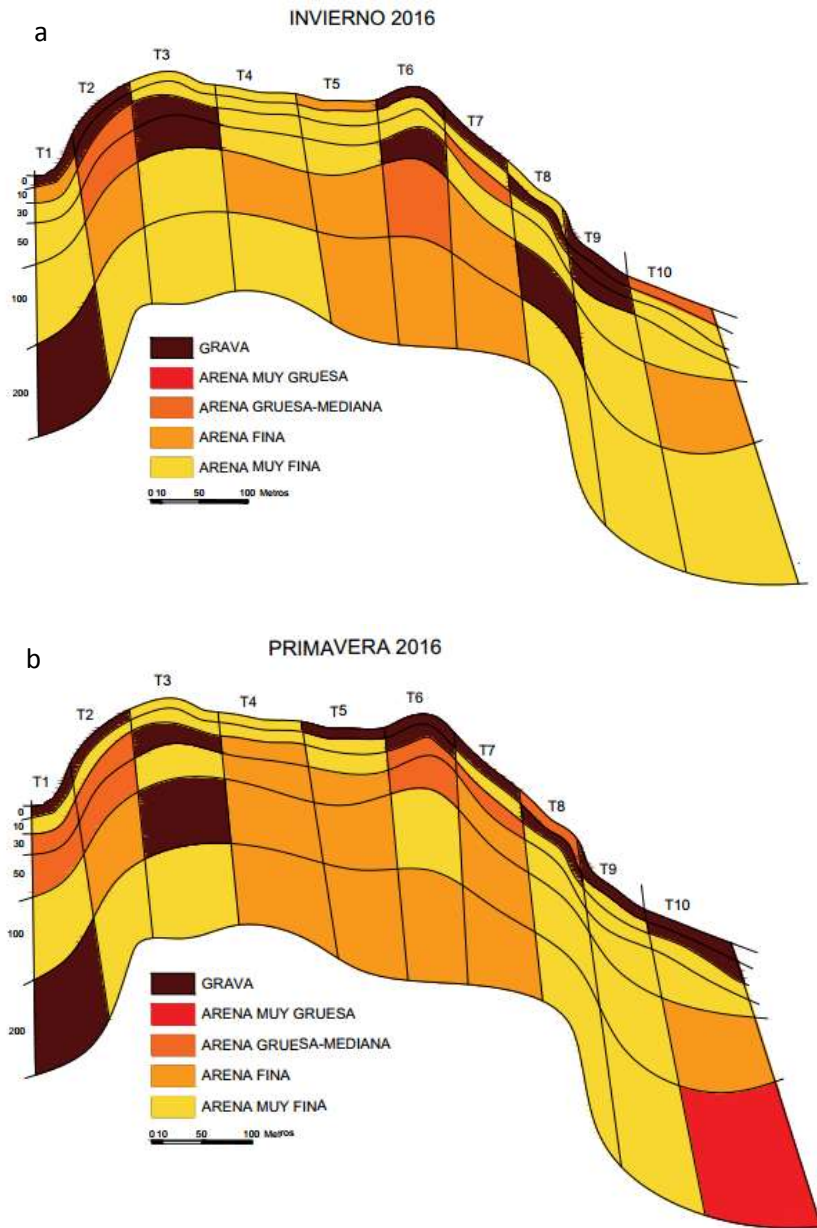 a
INVIERNO 2016
T1
T2
T3
T4
T5
T6
T7
T8
T9
T10
0
10
30
50
100
200
GRAVA
ARENA MUY GRUESA
ARENA GRUESA-MEDIANA
ARENA FINA
ARENA MUY FINA
0 10 50 100 Metros
b
PRIMAVERA 2016
T1
T2
T3
T4
T5
T6
T7
T8
T9
T10
0
10
30
50
100
200
GRAVA
ARENA MUY GRUESA
ARENA GRUESA-MEDIANA
ARENA FINA
ARENA MUY FINA
0 10 50 100 Metros